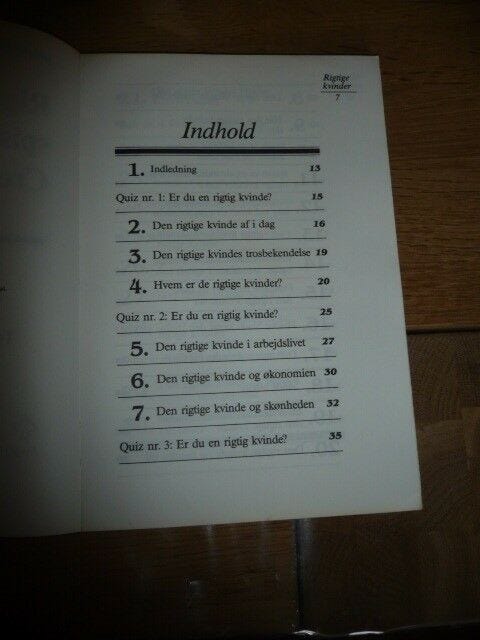 Rigtige
kvinder
7
Indhold
1. Indledning 13
Quiz nr. 1: Er du en rigtig kvinde? 15
2. Den rigtige kvinde af i dag 16
3. Den rigtige kvindes trosbekendelse 19
4. Hvem er de rigtige kvinder? 20
Quiz nr. 2: Er du en rigtig kvinde? 25
5. Den rigtige kvinde i arbejdslivet 27
6. Den rigtige kvinde og økonomien 30
7. Den rigtige kvinde og skønheden 32
Quiz nr. 3: Er du en rigtig kvinde? 35